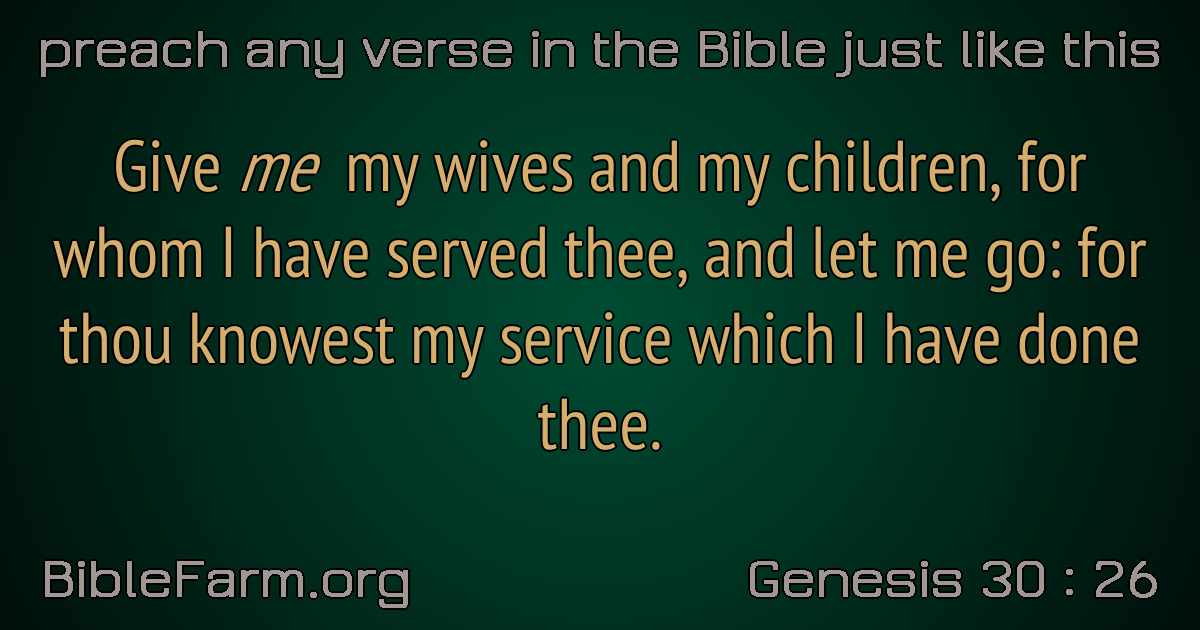 preach any verse in the Bible just like this
Give me my wives and my children, for
whom I have served thee, and let me go: for
thou knowest my service which I have done
thee.
BibleFarm.org
Genesis 30 : 26